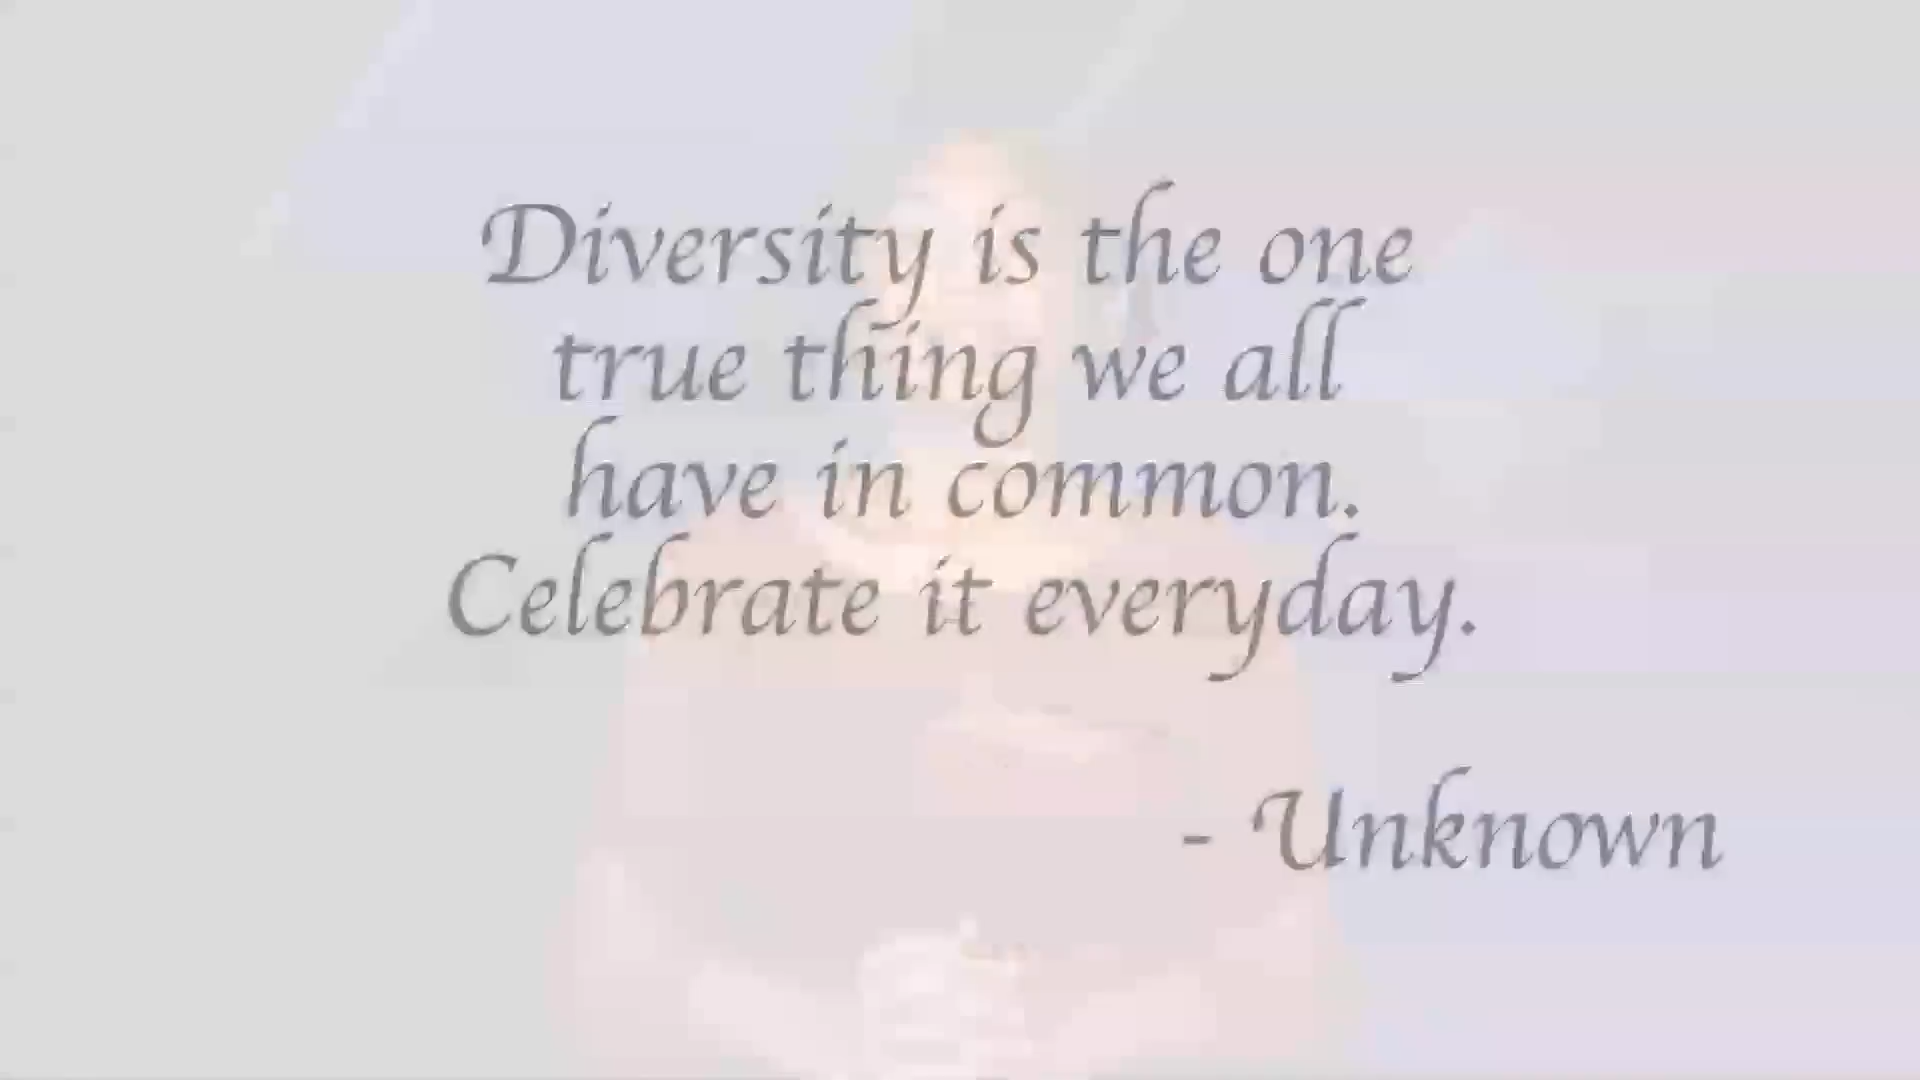 Diversity is the one
true thing we all
have in common.
Celebrate it everyday.
- Unknown